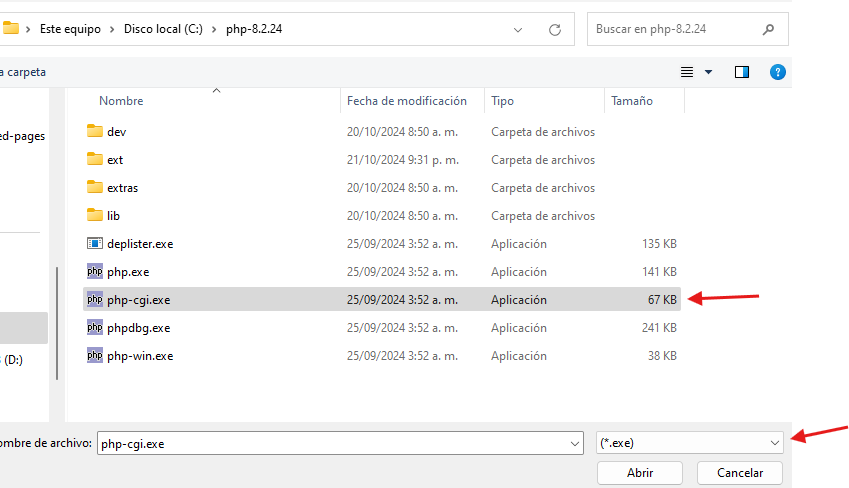 Este equipo > Disco local (C:) > php-8.2.24
Buscar en php-8.2.24
a carpeta
ed-pages
(D:)
Nombre Fecha de modificación Tipo Tamaño
dev 20/10/2024 8:50 a. m. Carpeta de archivos
ext 21/10/2024 9:31 p. m. Carpeta de archivos
extras 20/10/2024 8:50 a. m. Carpeta de archivos
lib 20/10/2024 8:50 a. m. Carpeta de archivos
deplister.exe 25/09/2024 3:52 a. m. Aplicación 135 KB
php php.exe 25/09/2024 3:52 a. m. Aplicación 141 KB
php php-cgi.exe 25/09/2024 3:52 a. m. Aplicación 67 KB
php phpdbg.exe 25/09/2024 3:52 a. m. Aplicación 241 KB
php php-win.exe 25/09/2024 3:52 a. m. Aplicación 38 KB
ombre de archivo: php-cgi.exe (*.exe)
Abrir Cancelar